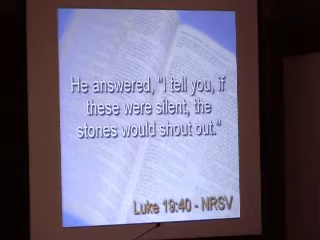 He answered, "I tell you, if
these were silent, the
stones would shout out."
Luke 19:40 - NRSV